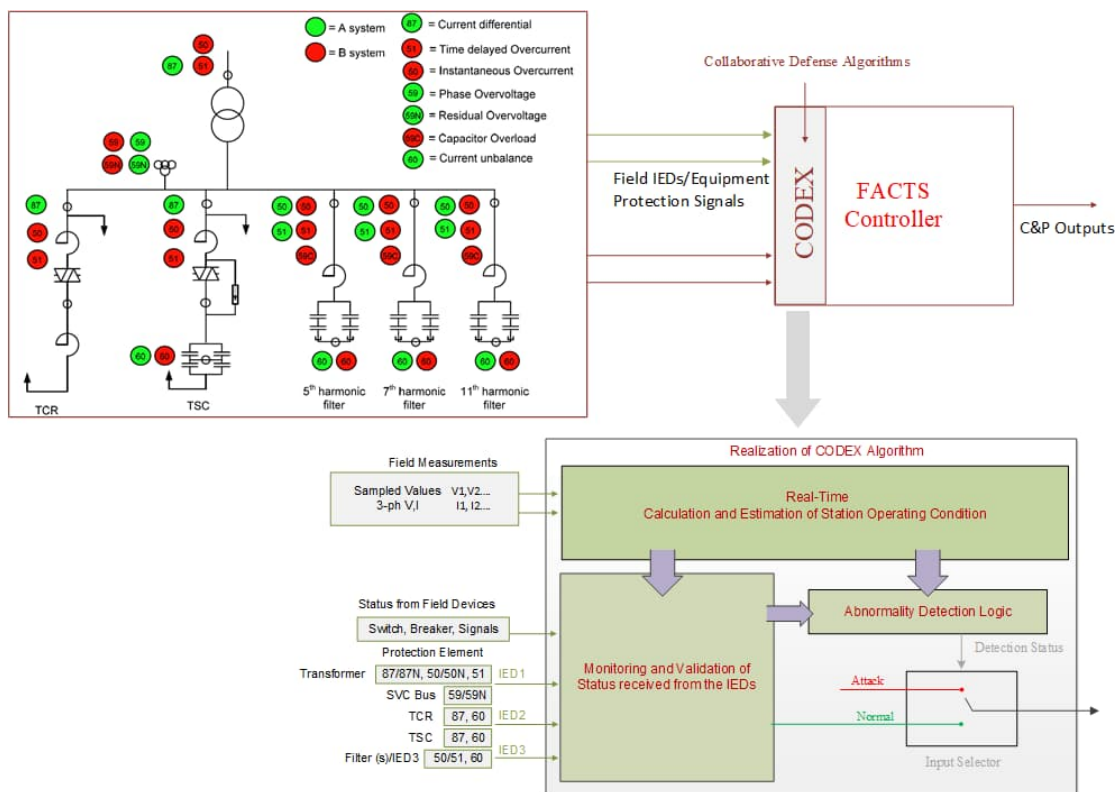 = A system
= B system
87 = Current differential
51 = Time delayed Overcurrent
50 = Instantaneous Overcurrent
59 = Phase Overvoltage
59N = Residual Overvoltage
59C = Capacitor Overload
60 = Current unbalance
50
87 51
59 59
59N 59N
87
50
51
87
50
51
50 50
51 51
59C
50 50
51 51
59C
50 50
51 51
59C
60 50
60 60
60 60
60 60
5th harmonic
filter
7th harmonic
filter
11th harmonic
filter
TCR
TSC
Collaborative Defense Algorithms
Field IEDs/Equipment
Protection Signals
CODEX
FACTS
Controller
C&P Outputs
Realization of CODEX Algorithm
Field Measurements
Sampled Values V1,V2...
3-ph V,I I1, I2...
Real-Time
Calculation and Estimation of Station Operating Condition
Status from Field Devices
Switch, Breaker, Signals
Protection Element
Transformer 87/87N, 50/50N, 51 IED1
SVC Bus 59/59N
TCR 87, 60 IED2
TSC 87, 60
Filter (s)/IED3 50/51, 60 IED3
Monitoring and Validation of
Status received from the IEDs
Abnormality Detection Logic
Detection Status
Attack
Normal
Input Selector